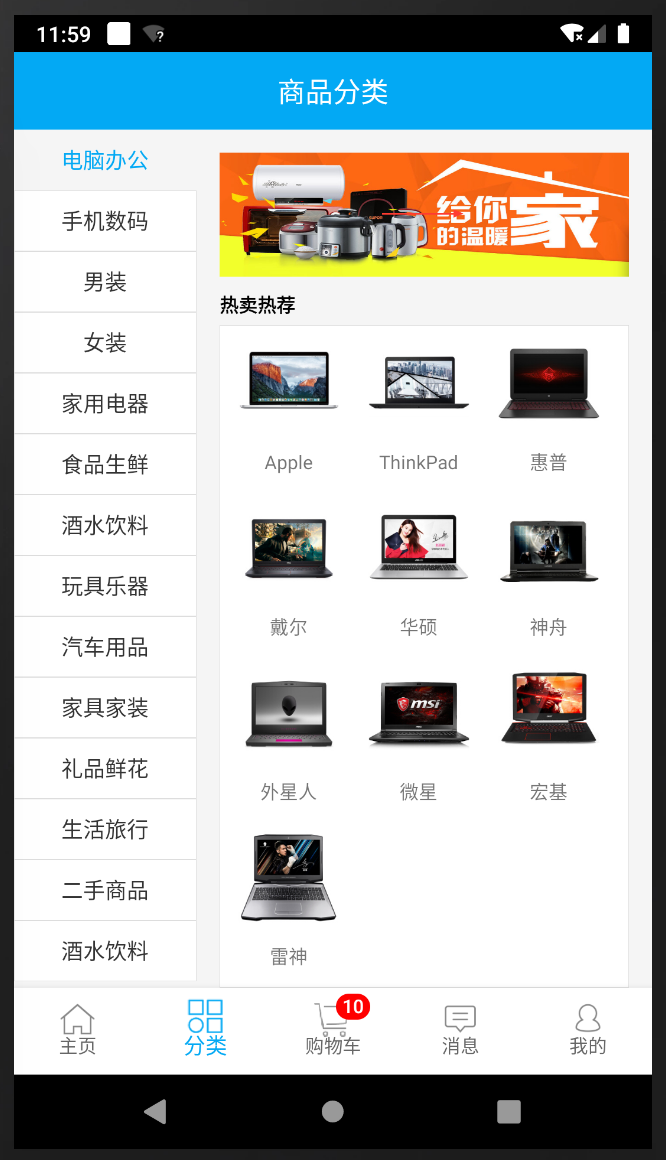 11:59
商品分类
电脑办公
手机数码
男装
女装
家用电器
食品生鲜
酒水饮料
玩具乐器
汽车用品
家具家装
礼品鲜花
生活旅行
二手商品
酒水饮料
给你
的温暖
家
热卖热荐
Apple
ThinkPad
惠普
戴尔
华硕
神舟
msi
外星人
微星
宏基
雷神
主页
分类
10
购物车
消息
我的